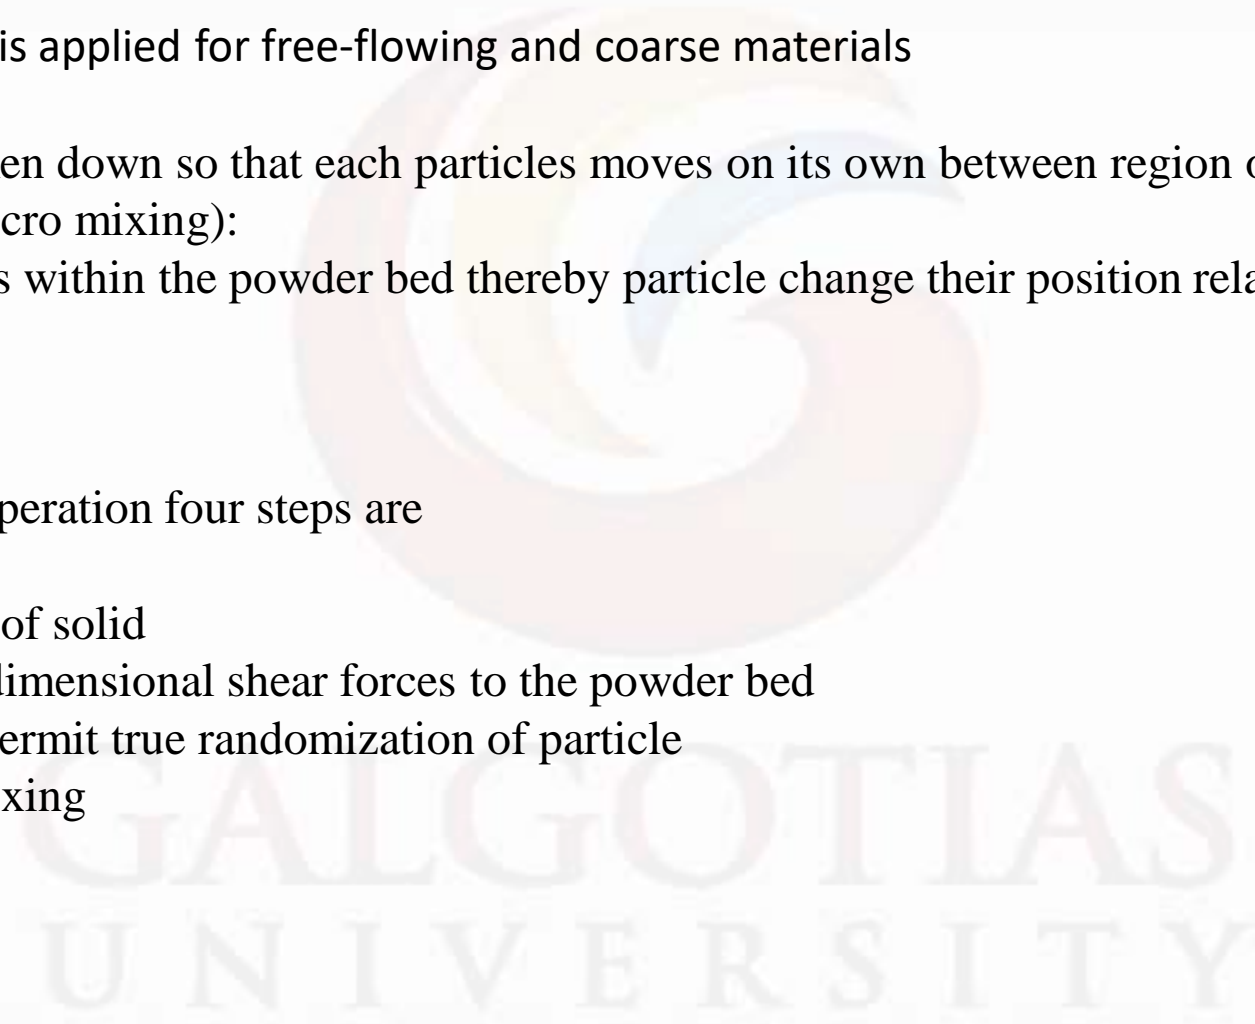 is applied for free-flowing and coarse materials
en down so that each particles moves on its own between region o
cro mixing):
s within the powder bed thereby particle change their position rela
peration four steps are
of solid
dimensional shear forces to the powder bed
ermit true randomization of particle
xing
GALGOTIAS
UNIVERSITY